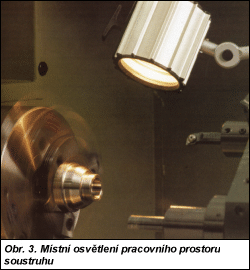 Obr. 3. Místní osvětlení pracovního prostoru
soustruhu